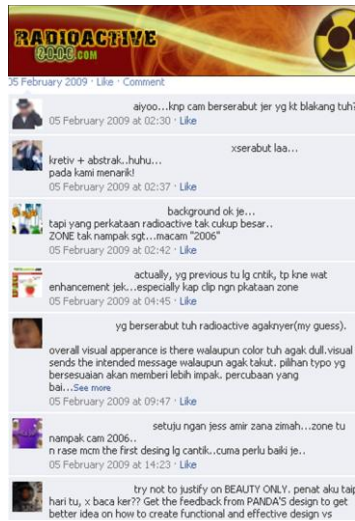 RADIOACTIVE
ZONE.COM
05 February 2009 · Like · Comment
aiyoo...knp cam berserabut jer yg kt blakang tuh?
05 February 2009 at 02:30 · Like
xserabut laa...
kretiv + abstrak..huhu...
pada kami menarik!
05 February 2009 at 02:37 · Like
background ok je...
tapi yang perkataan radioactive tak cukup besar..
ZONE tak nampak sgt...macam "2006"
05 February 2009 at 02:42 · Like
actually, yg previous tu lg cntik, tp kne wat
enhancement jek...especially kap clip ngn pkataan zone
05 February 2009 at 04:45 · Like
yg berserabut tuh radioactive agaknyer(my guess).
overall visual apperance is there walaupun color tuh agak dull.visual
sends the intended message walaupun agak takut. pilihan typo yg
bersesuaian akan memberi lebih impak. percubaan yang
bai...See more
05 February 2009 at 09:47 · Like
setuju ngan jess amir zana zimah...zone tu
nampak cam 2006..
n rase mcm the first desing lg cantik..cuma perlu baiki je..
05 February 2009 at 14:23 · Like
try not to justify on BEAUTY ONLY. penat aku taip
hari tu, x baca ker?? Get the feedback from PANDA'S design to get
better idea on how to create functional and effective design vs